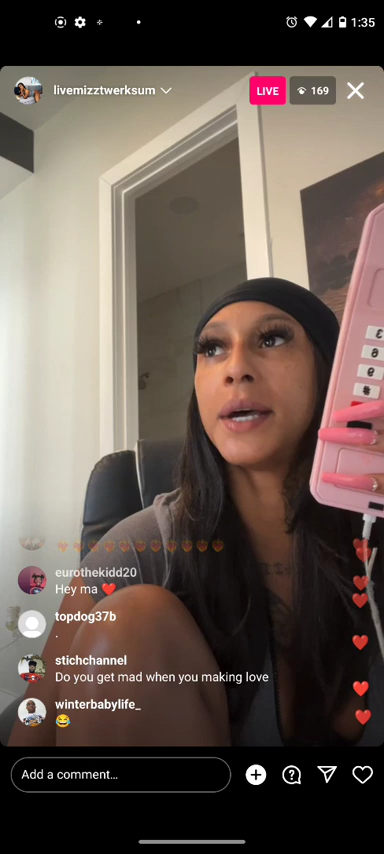 1:35
livemizztwerksum
LIVE
169
eurothekidd20
Hey ma
topdog37b
.
stichchannel
Do you get mad when you making love
winterbabylife_
Add a comment...